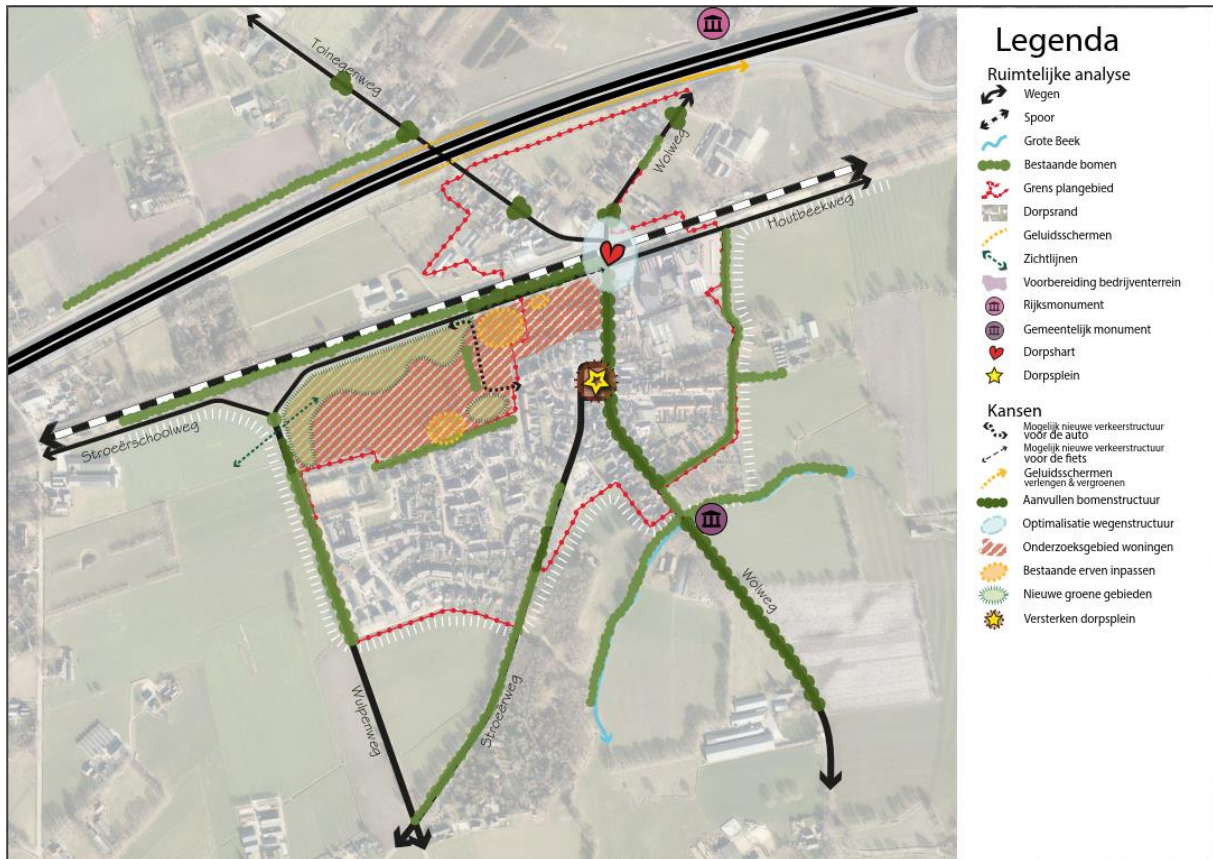 Tolnegenweg
Wolweg
Houtbeekweg
Stroeërschoolweg
Wolweg
Wulpenweg
Stroeërweg
Legenda
Ruimtelijke analyse
Wegen
Spoor
Grote Beek
Bestaande bomen
Grens plangebied
Dorpsrand
Geluidsschermen
Zichtlijnen
Voorbereiding bedrijventerrein
Rijksmonument
Gemeentelijk monument
Dorpshart
Dorpsplein
Kansen
Mogelijk nieuwe verkeerstructuur
voor de auto
Mogelijk nieuwe verkeerstructuur
voor de fiets
Geluidsschermen
verlengen & vergroenen
Aanvullen bomenstructuur
Optimalisatie wegenstructuur
Onderzoeksgebied woningen
Bestaande erven inpassen
Nieuwe groene gebieden
Versterken dorpsplein